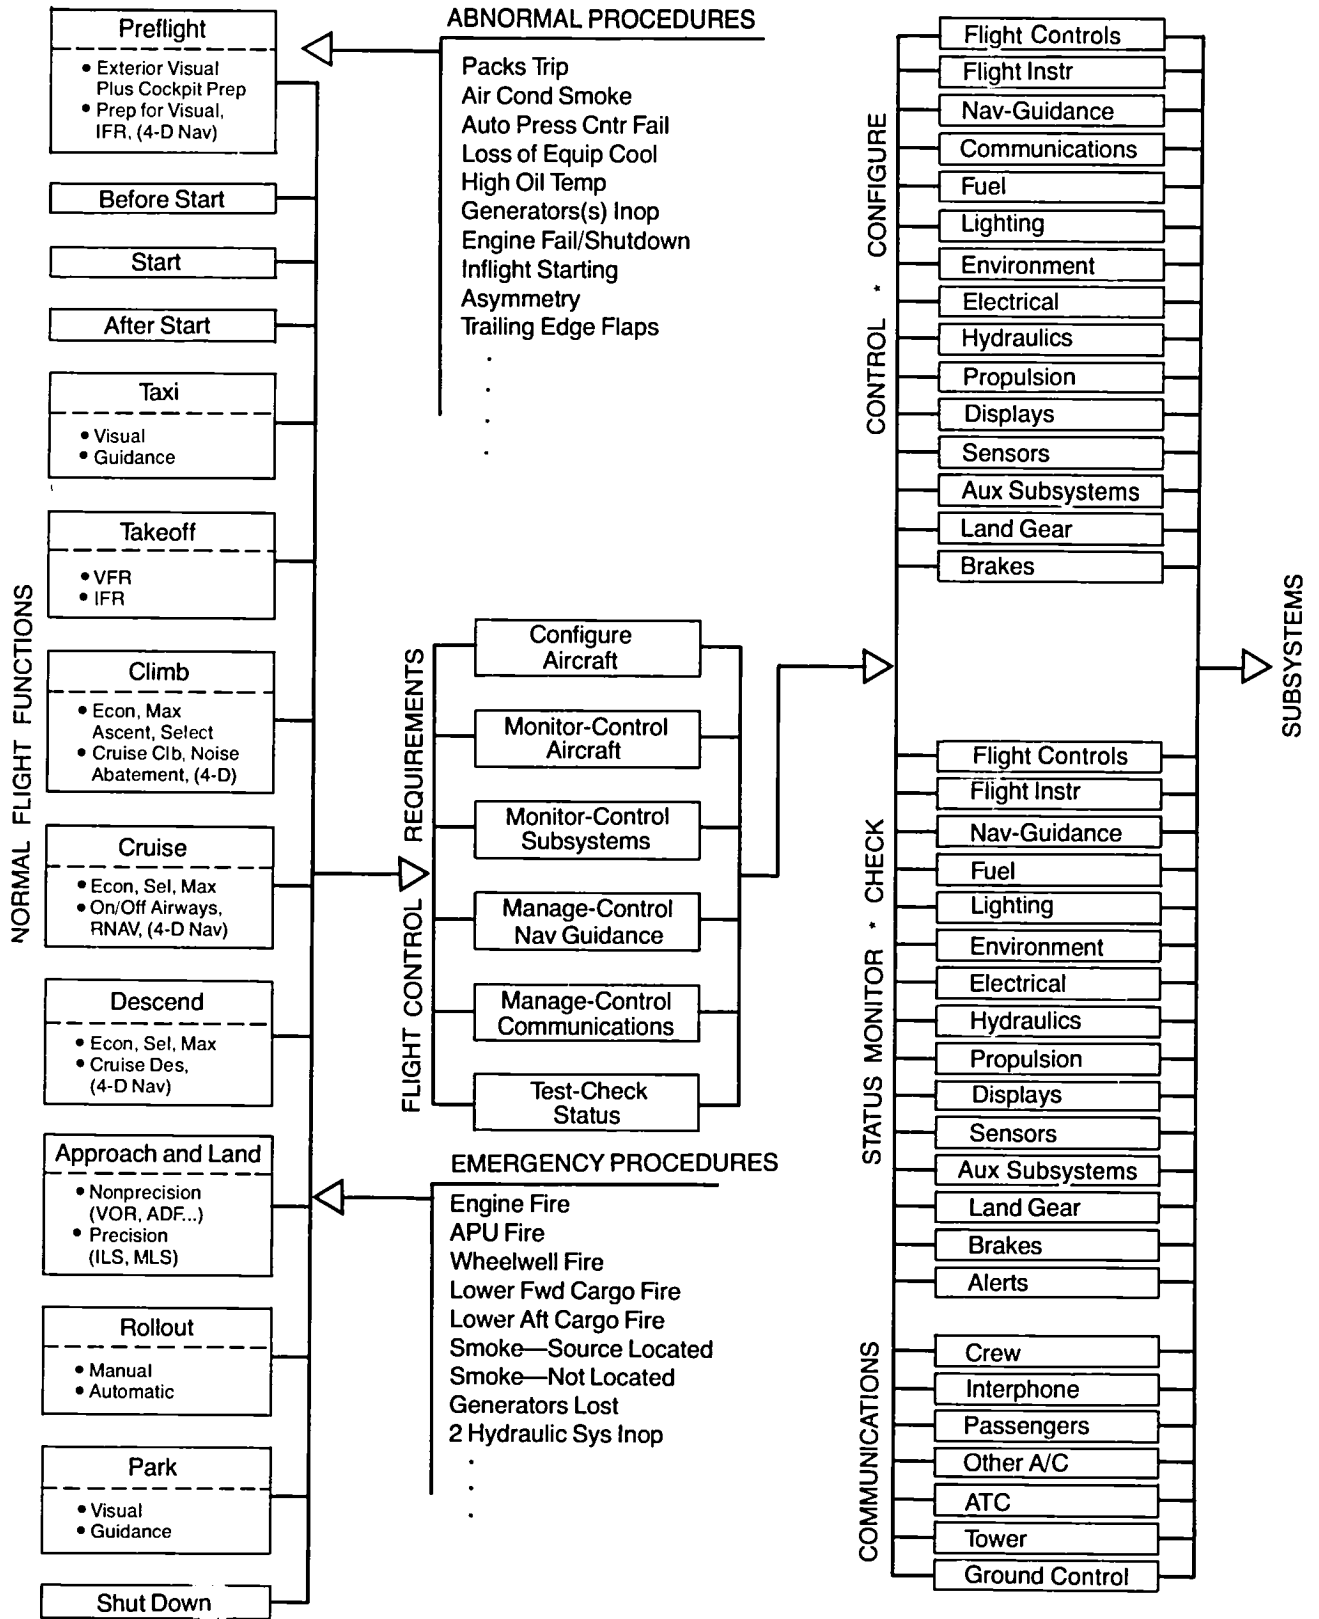 NORMAL FLIGHT FUNCTIONS
Preflight
• Exterior Visual
Plus Cockpit Prep
• Prep for Visual,
IFR, (4-D Nav)
Before Start
Start
After Start
Taxi
• Visual
• Guidance
Takeoff
• VFR
• IFR
Climb
• Econ, Max
Ascent, Select
• Cruise Clb, Noise
Abatement, (4-D)
Cruise
• Econ, Sel, Max
• On/Off Airways,
RNAV, (4-D Nav)
Descend
• Econ, Sel, Max
• Cruise Des,
(4-D Nav)
Approach and Land
• Nonprecision
(VOR, ADF...)
• Precision
(ILS, MLS)
Rollout
• Manual
• Automatic
Park
• Visual
• Guidance
Shut Down
ABNORMAL PROCEDURES
Packs Trip
Air Cond Smoke
Auto Press Cntr Fail
Loss of Equip Cool
High Oil Temp
Generators(s) Inop
Engine Fail/Shutdown
Inflight Starting
Asymmetry
Trailing Edge Flaps
.
.
.
.
FLIGHT CONTROL REQUIREMENTS
Configure
Aircraft
Monitor-Control
Aircraft
Monitor-Control
Subsystems
Manage-Control
Nav Guidance
Manage-Control
Communications
Test-Check
Status
EMERGENCY PROCEDURES
Engine Fire
APU Fire
Wheelwell Fire
Lower Fwd Cargo Fire
Lower Aft Cargo Fire
Smoke—Source Located
Smoke—Not Located
Generators Lost
2 Hydraulic Sys Inop
.
.
.
CONTROL * CONFIGURE
Flight Controls
Flight Instr
Nav-Guidance
Communications
Fuel
Lighting
Environment
Electrical
Hydraulics
Propulsion
Displays
Sensors
Aux Subsystems
Land Gear
Brakes
STATUS MONITOR * CHECK
Flight Controls
Flight Instr
Nav-Guidance
Fuel
Lighting
Environment
Electrical
Hydraulics
Propulsion
Displays
Sensors
Aux Subsystems
Land Gear
Brakes
Alerts
COMMUNICATIONS
Crew
Interphone
Passengers
Other A/C
ATC
Tower
Ground Control
SUBSYSTEMS